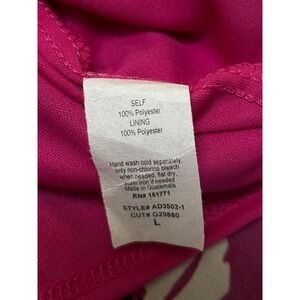 SELF
100% Polyester
LINING
100% Polyester
Hand wash cold separately,
only non-chlorine bleach
when needed, flat dry,
warm iron if needed
Made in Guatemala
RN# 151771
STYLE# AD3502-1
CUT# G29880
L